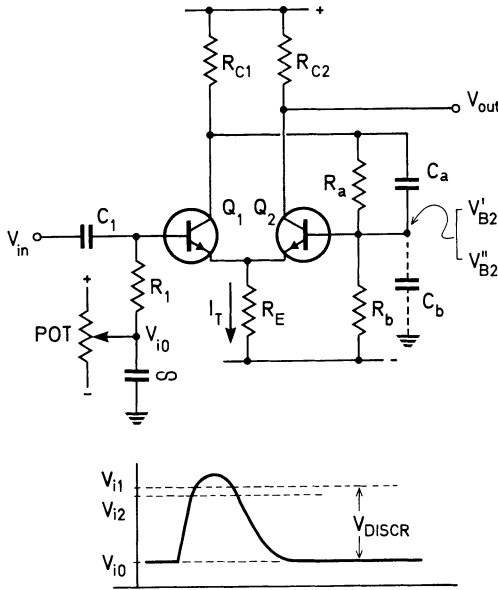 +
R_C1 R_C2
V_out
R_a C_a
C_1 Q_1 Q_2
V'_B2
V_in
V''_B2
+
R_1 I_T R_E R_b C_b
POT V_i0
∞
-
-
V_i1
V_i2
V_DISCR
V_i0